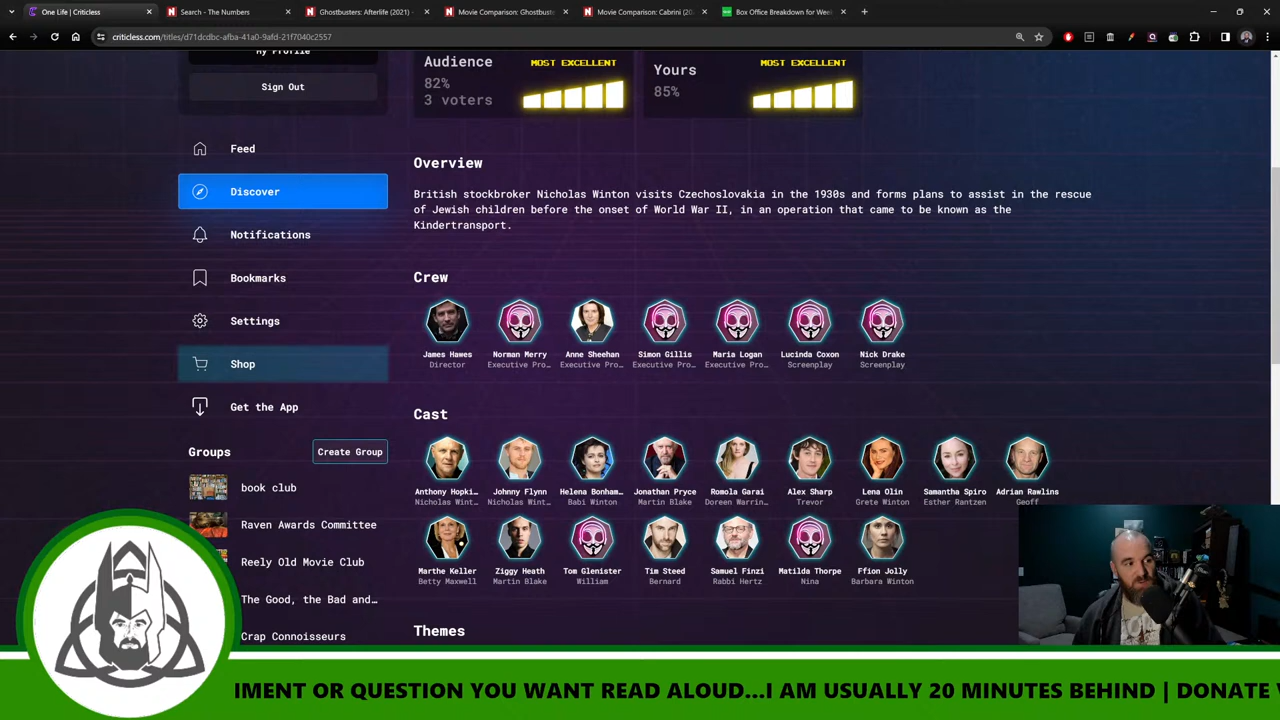 One Life | Criticless
Search - The Numbers
Ghostbusters: Afterlife (2021) -
Movie Comparison: Ghostbuste
Movie Comparison: Cabrini (20
Box Office Breakdown for Wee
criticless.com/titles/d71dcdbc-afba-41a0-9afd-21f7040c2557
My Profile
Sign Out
Feed
Discover
Notifications
Bookmarks
Settings
Shop
Get the App
Groups
Create Group
book club
Raven Awards Committee
Reely Old Movie Club
The Good, the Bad and…
Crap Connoisseurs
Audience
MOST EXCELLENT
82%
3 voters
Yours
MOST EXCELLENT
85%
Overview
British stockbroker Nicholas Winton visits Czechoslovakia in the 1930s and forms plans to assist in the rescue
of Jewish children before the onset of World War II, in an operation that came to be known as the
Kindertransport.
Crew
James Hawes Norman Merry Anne Sheehan Simon Gillis Maria Logan Lucinda Coxon Nick Drake
Director Executive Pro… Executive Pro… Executive Pro… Executive Pro… Screenplay Screenplay
Cast
Anthony Hopki… Johnny Flynn Helena Bonham… Jonathan Pryce Romola Garai Alex Sharp Lena Olin Samantha Spiro Adrian Rawlins
Nicholas Wint… Nicholas Wint… Babi Winton Martin Blake Doreen Warrin… Trevor Grete Winton Esther Rantzen Geoff
Marthe Keller Ziggy Heath Tom Glenister Tim Steed Samuel Finzi Matilda Thorpe Ffion Jolly
Betty Maxwell Martin Blake William Bernard Rabbi Hertz Nina Barbara Winton
Themes
IMENT OR QUESTION YOU WANT READ ALOUD...I AM USUALLY 20 MINUTES BEHIND | DONATE